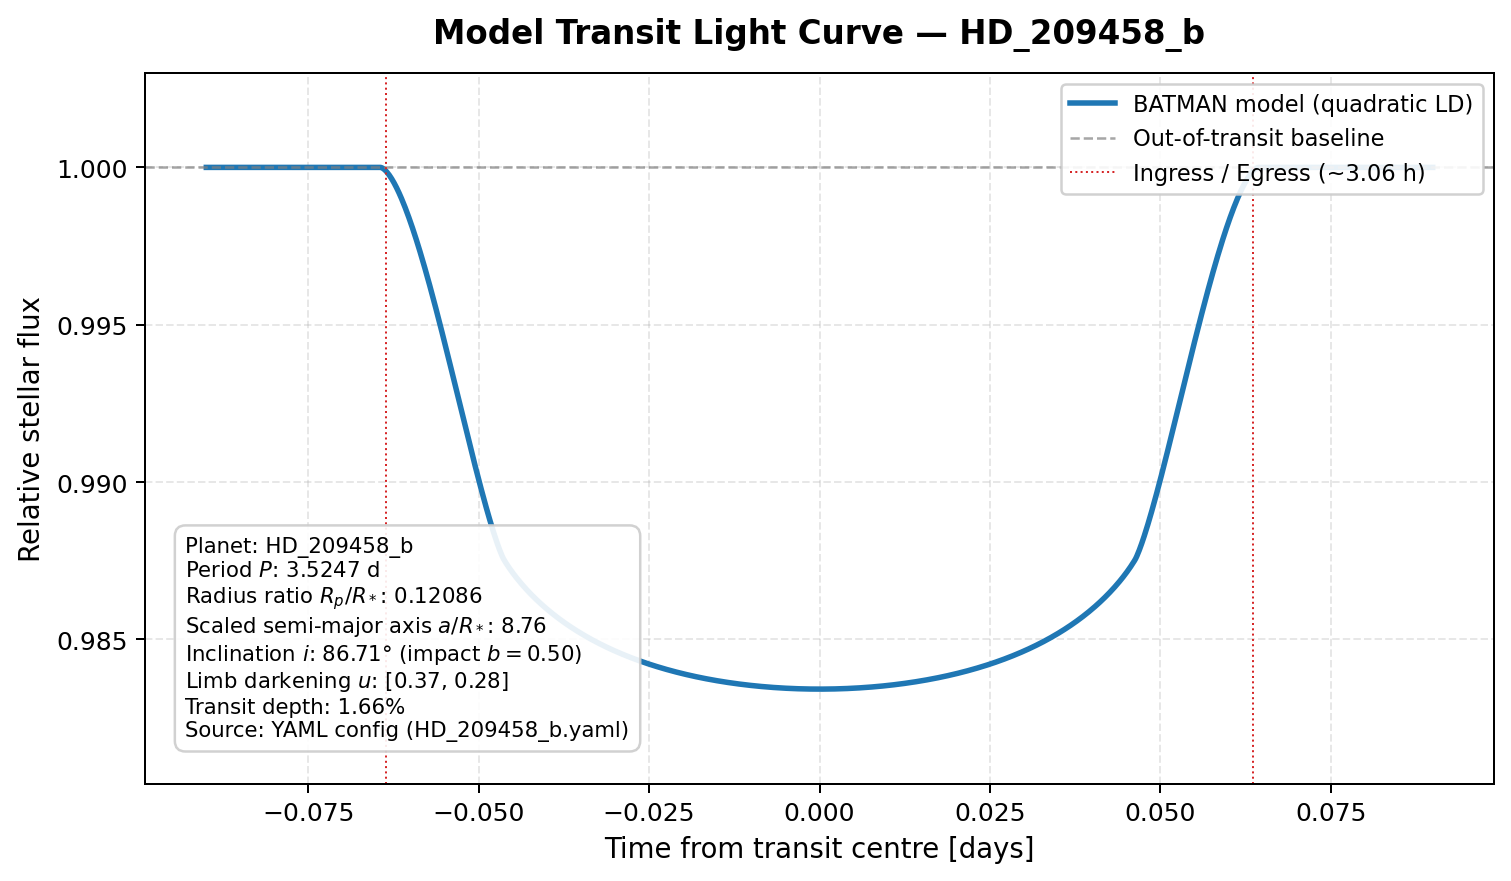 Model Transit Light Curve — HD_209458_b
Relative stellar flux
1.000
0.995
0.990
0.985
BATMAN model (quadratic LD)
Out-of-transit baseline
Ingress / Egress (~3.06 h)
Planet: HD_209458_b
Period P: 3.5247 d
Radius ratio Rₚ/R*: 0.12086
Scaled semi-major axis a/R*: 8.76
Inclination i: 86.71° (impact b = 0.50)
Limb darkening u: [0.37, 0.28]
Transit depth: 1.66%
Source: YAML config (HD_209458_b.yaml)
−0.075 −0.050 −0.025 0.000 0.025 0.050 0.075
Time from transit centre [days]